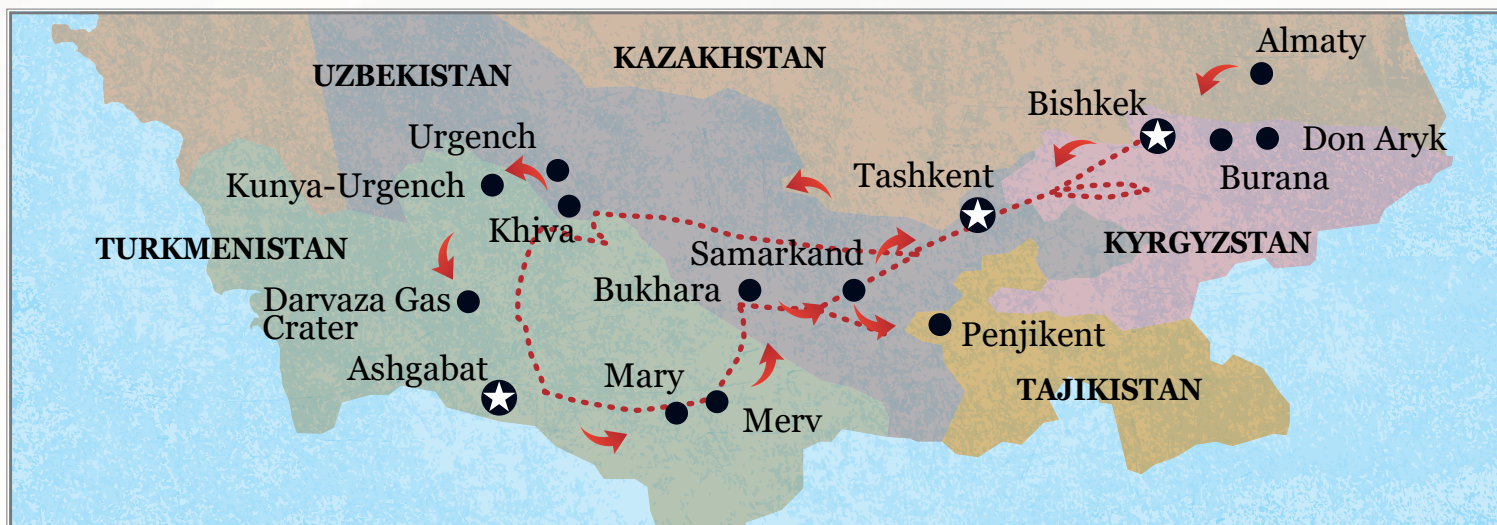 Almaty
KAZAKHSTAN
UZBEKISTAN
Bishkek
Urgench
Don Aryk
Tashkent
Kunya-Urgench
Burana
Khiva
TURKMENISTAN
KYRGYZSTAN
Samarkand
Bukhara
Darvaza Gas
Crater
Penjikent
Ashgabat
Mary
TAJIKISTAN
Merv